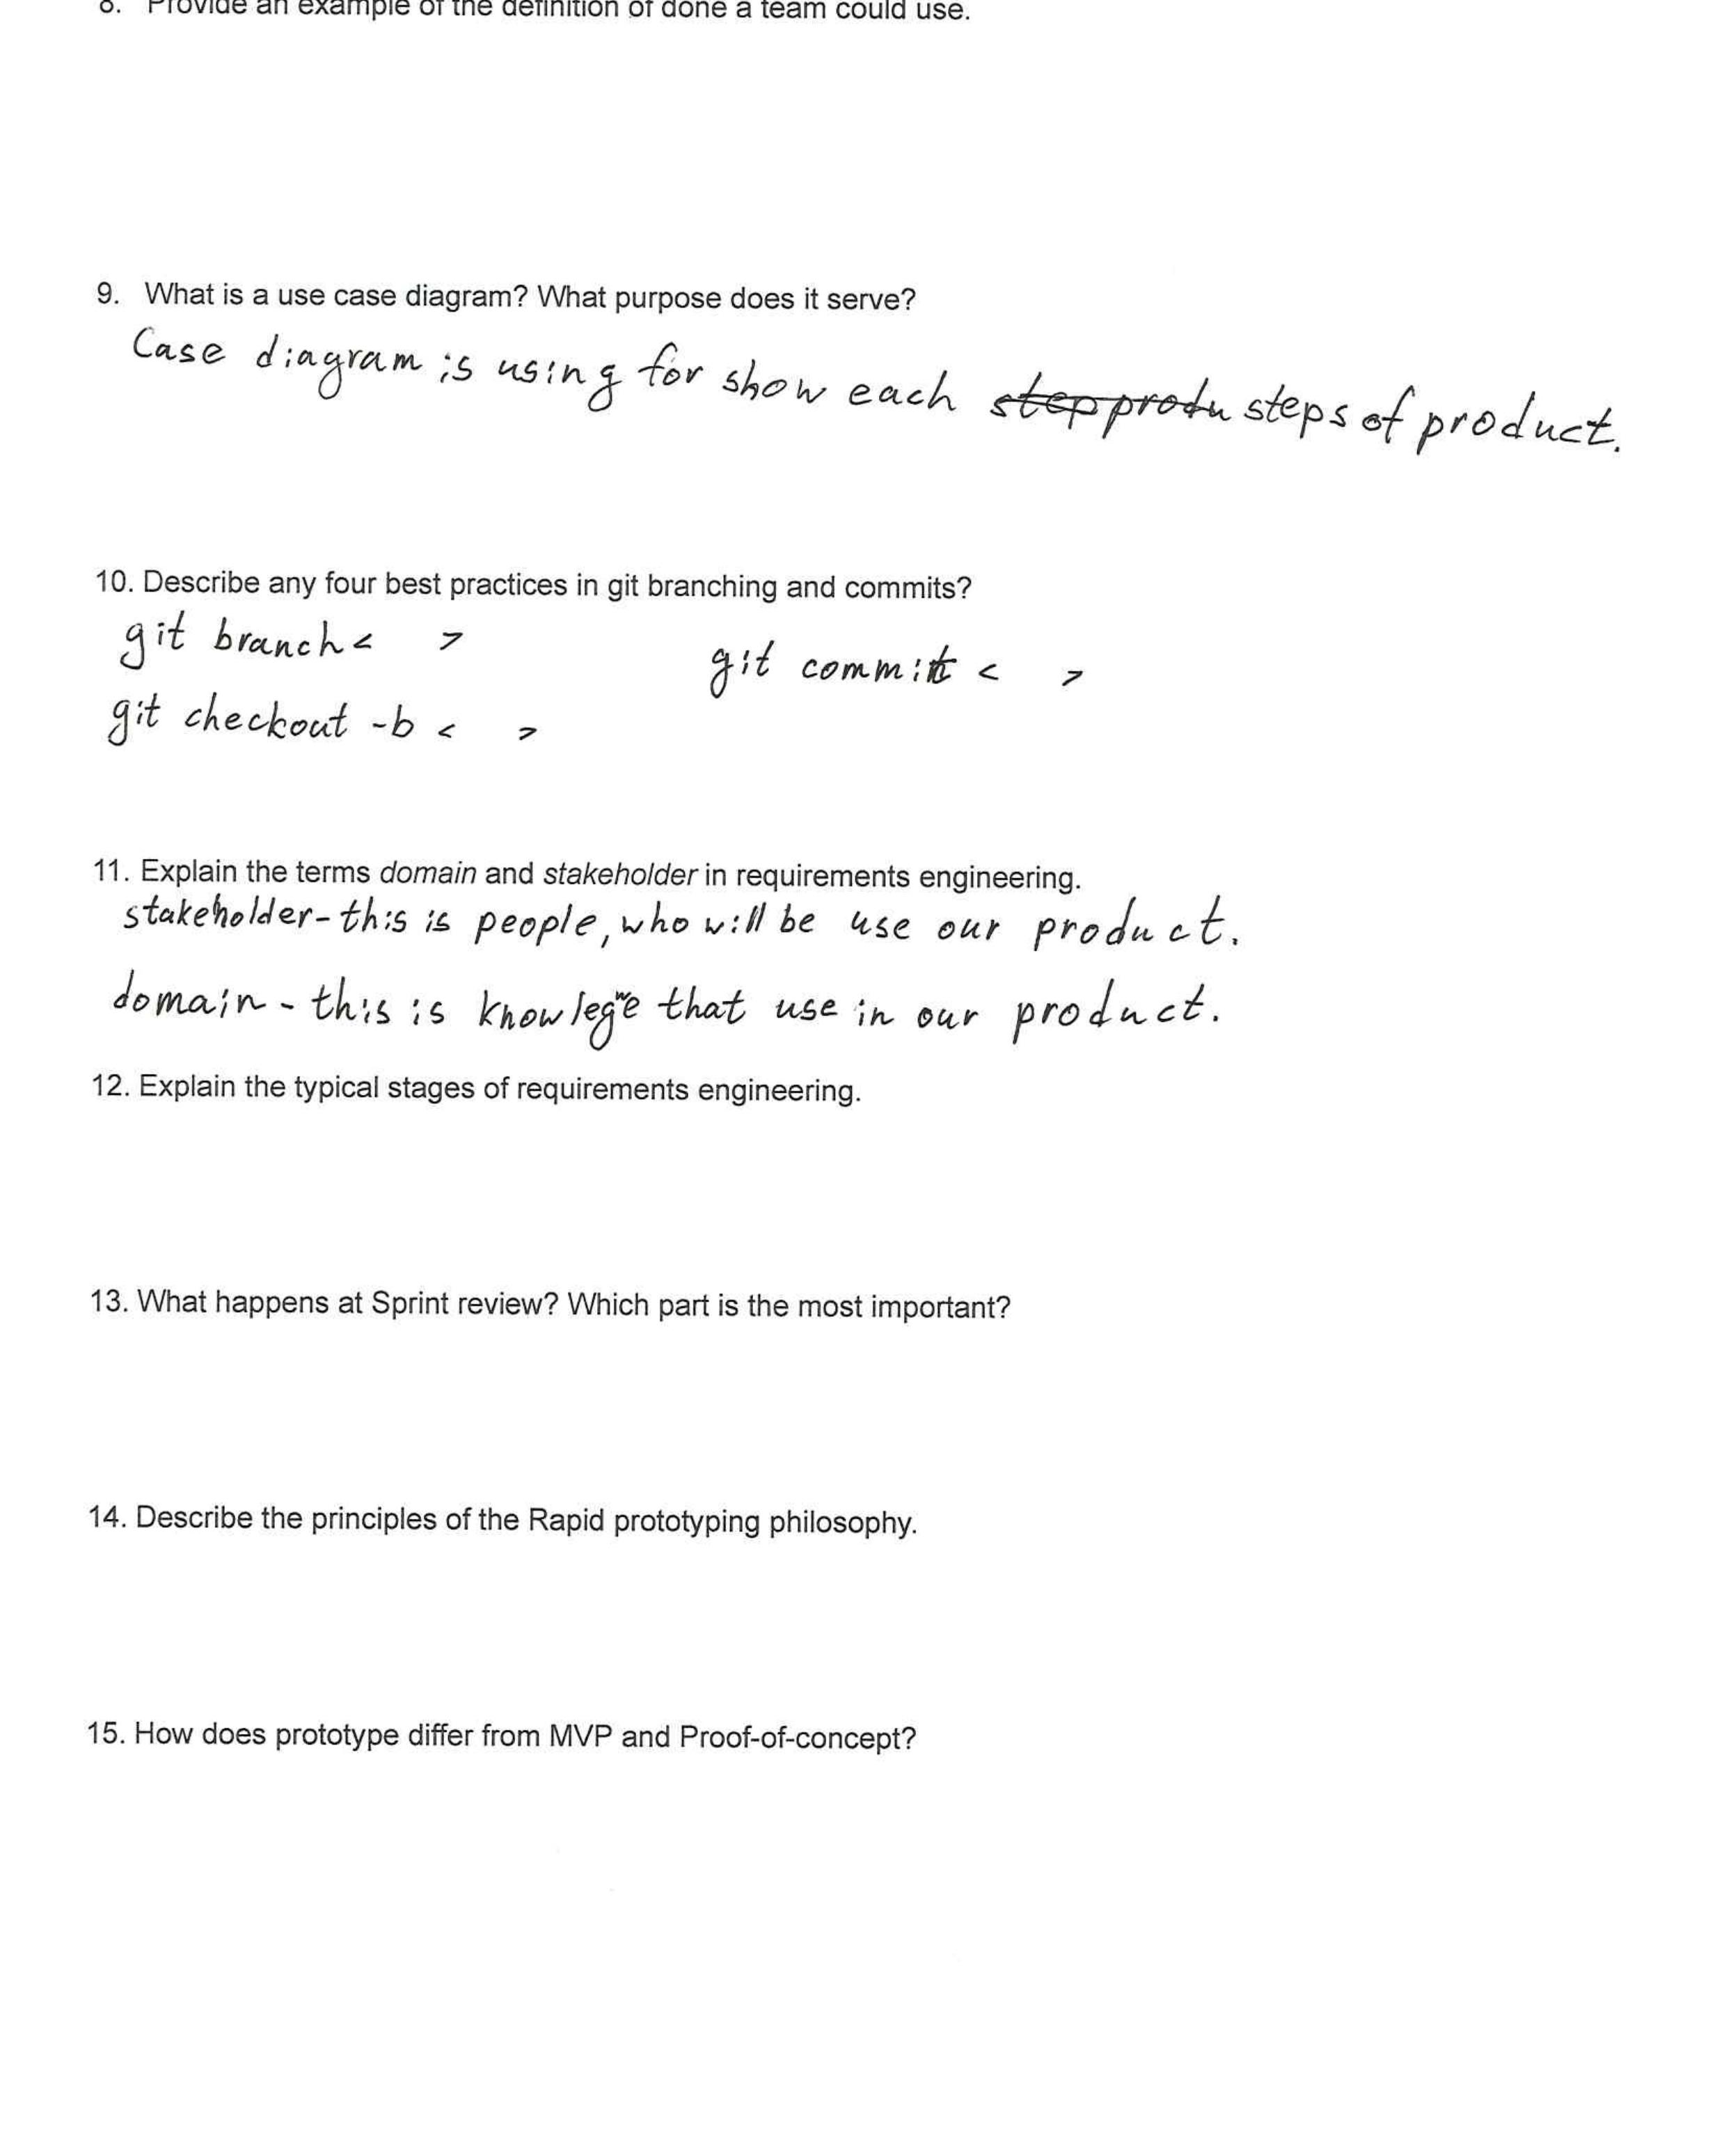 8. Provide an example of the definition of done a team could use.
9. What is a use case diagram? What purpose does it serve?
Case diagram is using for show each step produ steps of product.
10. Describe any four best practices in git branching and commits?
git branch < >
git commit < >
git checkout -b < >
11. Explain the terms domain and stakeholder in requirements engineering.
stakeholder - this is people, who will be use our product.
domain - this is knowlege that use in our product.
12. Explain the typical stages of requirements engineering.
13. What happens at Sprint review? Which part is the most important?
14. Describe the principles of the Rapid prototyping philosophy.
15. How does prototype differ from MVP and Proof-of-concept?